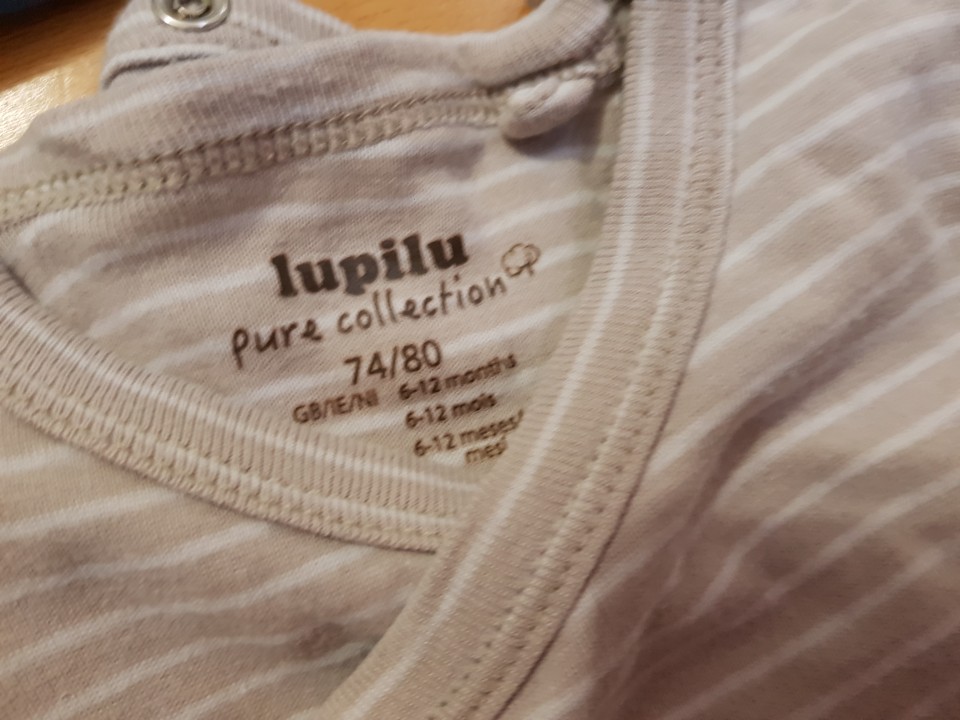 lupilu
pure collection
74/80
GB/IE/NI 6-12 months
6-12 mois
6-12 meses/
mesi